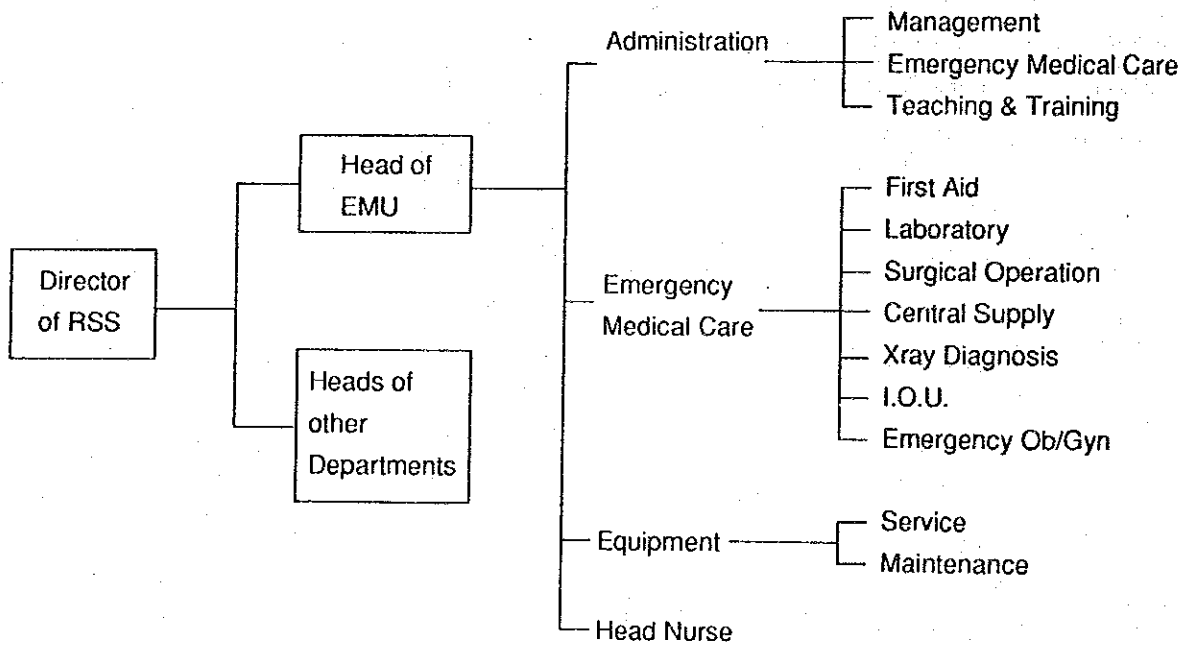 Director
of RSS
Head of
EMU
Heads of
other
Departments
Administration
Management
Emergency Medical Care
Teaching & Training
Emergency
Medical Care
First Aid
Laboratory
Surgical Operation
Central Supply
Xray Diagnosis
I.O.U.
Emergency Ob/Gyn
Equipment
Service
Maintenance
Head Nurse